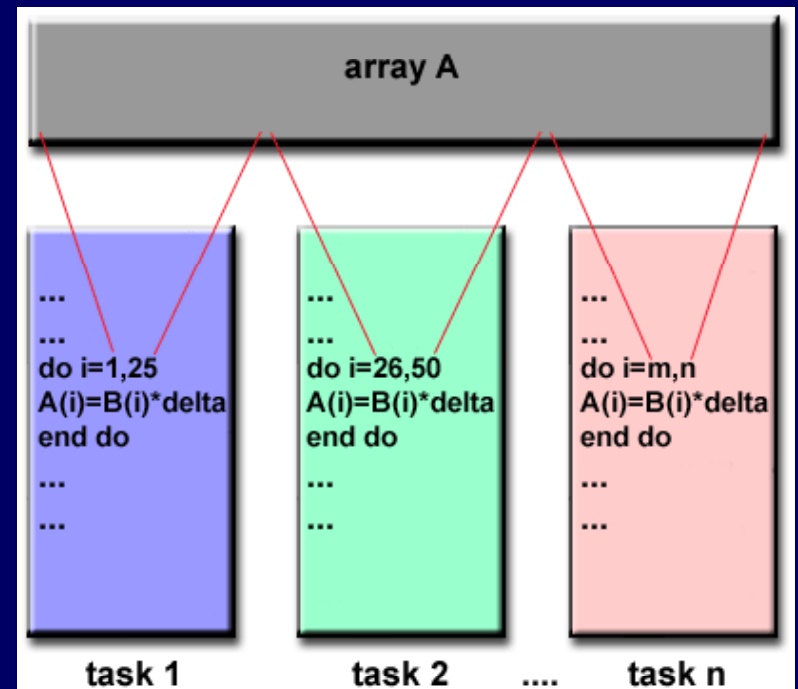 array A
...
...
do i=1,25
A(i)=B(i)*delta
end do
...
...
...
...
do i=26,50
A(i)=B(i)*delta
end do
...
...
...
...
do i=m,n
A(i)=B(i)*delta
end do
...
...
task 1
task 2
....
task n